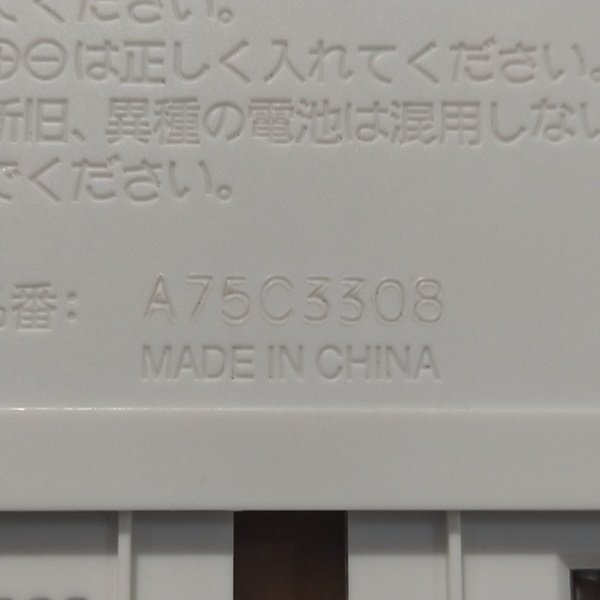 てください。
⊕⊖は正しく入れてください。
新旧、異種の電池は混用しない
でください。
品番: A75C3308
MADE IN CHINA